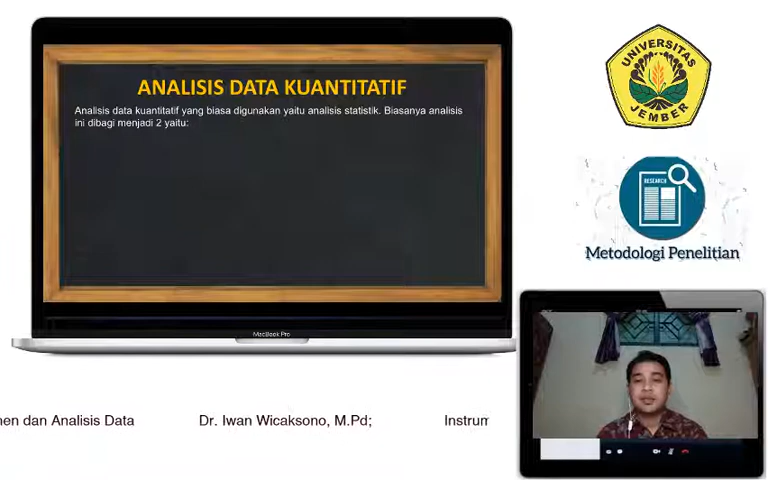 ANALISIS DATA KUANTITATIF
Analisis data kuantitatif yang biasa digunakan yaitu analisis statistik. Biasanya analisis
ini dibagi menjadi 2 yaitu:
MacBook Pro
UNIVERSITAS
JEMBER
RESEARCH
Metodologi Penelitian
en dan Analisis Data
Dr. Iwan Wicaksono, M.Pd;
Instrum